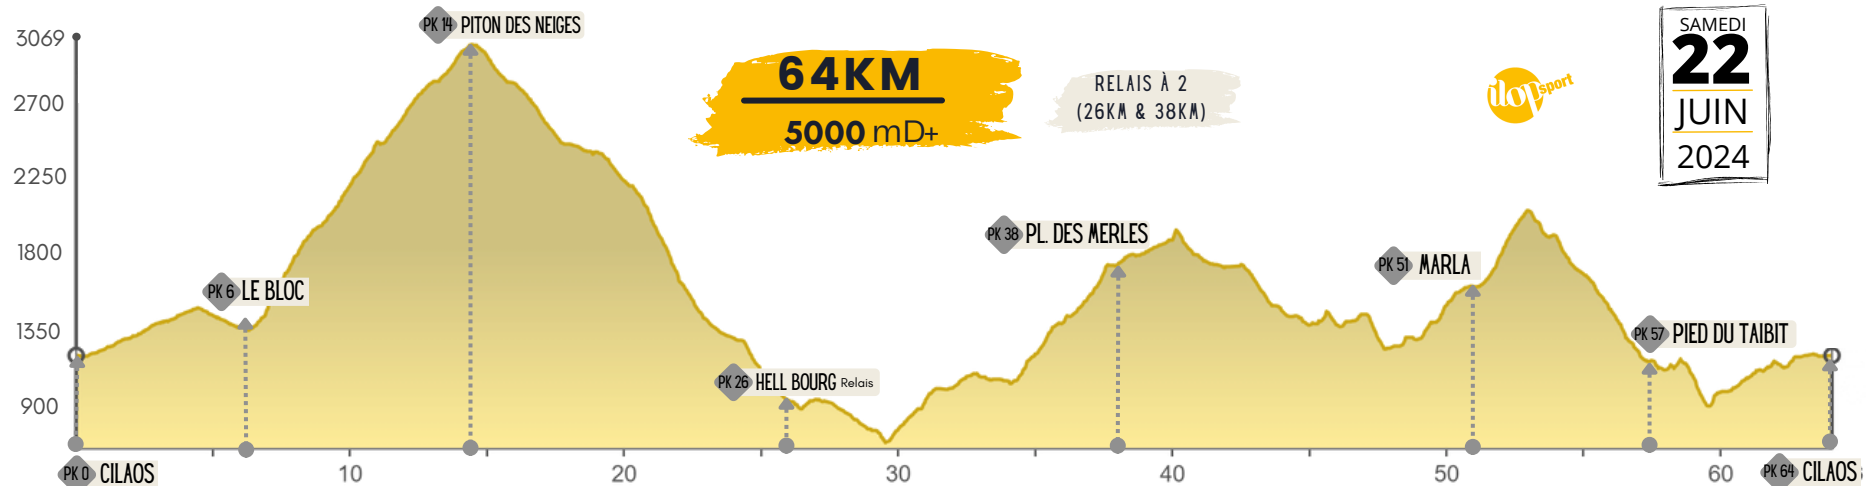 3069
2700
2250
1800
1350
900
PK 14 PITON DES NEIGES
64KM
5000 mD+
RELAIS À 2
(26KM & 38KM)
ilop sport
SAMEDI
22
JUIN
2024
PK 6 LE BLOC
PK 26 HELL BOURG Relais
PK 38 PL. DES MERLES
PK 51 MARLA
PK 57 PIED DU TAIBIT
PK 0 CILAOS
10
20
30
40
50
60
PK 64 CILAOS